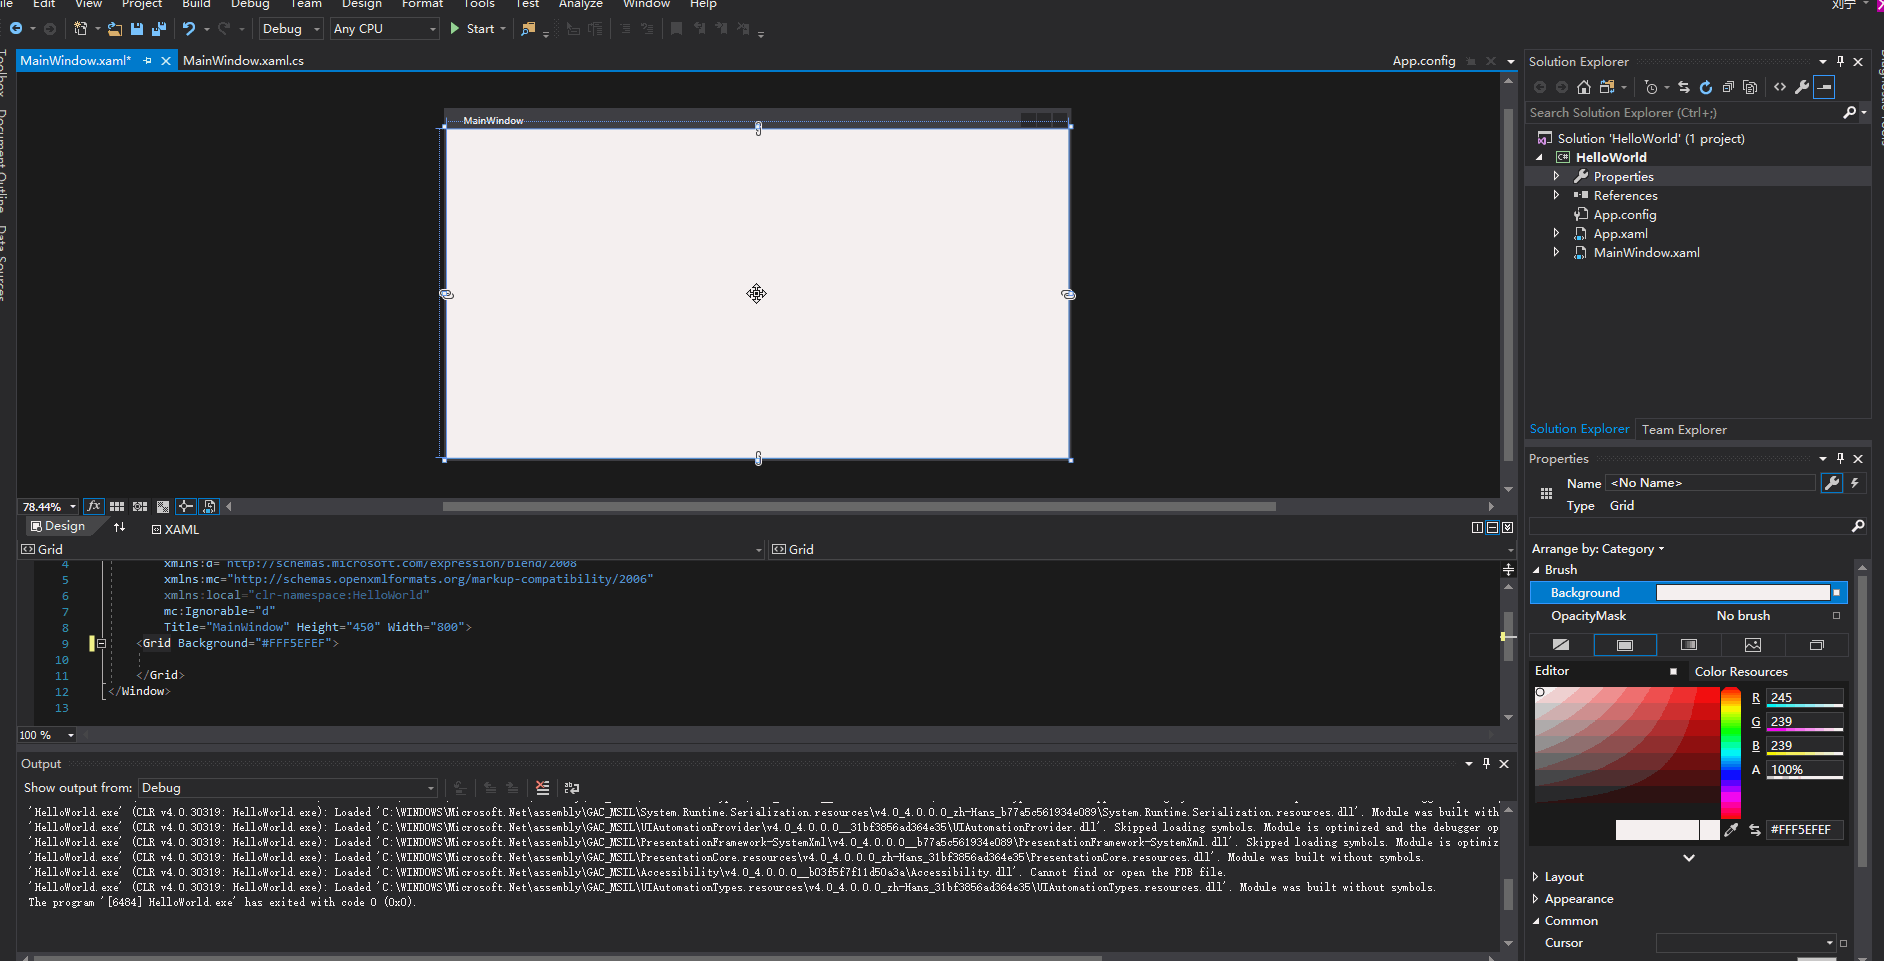 Edit View Project Build Debug Team Design Format Tools Test Analyze Window Help
刘宁
Debug Any CPU Start
MainWindow.xaml* MainWindow.xaml.cs App.config
Toolbox
Document Outline
Data Sources
MainWindow
78.44% fx
Design XAML
Grid Grid
4 xmlns:d="http://schemas.microsoft.com/expression/blend/2008"
5 xmlns:mc="http://schemas.openxmlformats.org/markup-compatibility/2006"
6 xmlns:local="clr-namespace:HelloWorld"
7 mc:Ignorable="d"
8 Title="MainWindow" Height="450" Width="800">
9 <Grid Background="#FFF5EFEF">
10
11 </Grid>
12 </Window>
13
100 %
Output
Show output from: Debug
'HelloWorld.exe' (CLR v4.0.30319: HelloWorld.exe): Loaded 'C:\WINDOWS\Microsoft.Net\assembly\GAC_MSIL\System.Runtime.Serialization.resources\v4.0_4.0.0.0_zh-Hans_b77a5c561934e089\System.Runtime.Serialization.resources.dll'. Module was built with
'HelloWorld.exe' (CLR v4.0.30319: HelloWorld.exe): Loaded 'C:\WINDOWS\Microsoft.Net\assembly\GAC_MSIL\UIAutomationProvider\v4.0_4.0.0.0__31bf3856ad364e35\UIAutomationProvider.dll'. Skipped loading symbols. Module is optimized and the debugger op
'HelloWorld.exe' (CLR v4.0.30319: HelloWorld.exe): Loaded 'C:\WINDOWS\Microsoft.Net\assembly\GAC_MSIL\PresentationFramework-SystemXml\v4.0_4.0.0.0__b77a5c561934e089\PresentationFramework-SystemXml.dll'. Skipped loading symbols. Module is optimiz
'HelloWorld.exe' (CLR v4.0.30319: HelloWorld.exe): Loaded 'C:\WINDOWS\Microsoft.Net\assembly\GAC_MSIL\PresentationCore.resources\v4.0_4.0.0.0_zh-Hans_31bf3856ad364e35\PresentationCore.resources.dll'. Module was built without symbols.
'HelloWorld.exe' (CLR v4.0.30319: HelloWorld.exe): Loaded 'C:\WINDOWS\Microsoft.Net\assembly\GAC_MSIL\Accessibility\v4.0_4.0.0.0__b03f5f7f11d50a3a\Accessibility.dll'. Cannot find or open the PDB file.
'HelloWorld.exe' (CLR v4.0.30319: HelloWorld.exe): Loaded 'C:\WINDOWS\Microsoft.Net\assembly\GAC_MSIL\UIAutomationTypes.resources\v4.0_4.0.0.0_zh-Hans_31bf3856ad364e35\UIAutomationTypes.resources.dll'. Module was built without symbols.
The program '[6484] HelloWorld.exe' has exited with code 0 (0x0).
Solution Explorer
Search Solution Explorer (Ctrl+;)
Solution 'HelloWorld' (1 project)
C# HelloWorld
Properties
References
App.config
App.xaml
MainWindow.xaml
Solution Explorer Team Explorer
Properties
Name <No Name>
Type Grid
Arrange by: Category
Brush
Background
OpacityMask No brush
Editor Color Resources
R 245
G 239
B 239
A 100%
#FFF5EFEF
Layout
Appearance
Common
Cursor